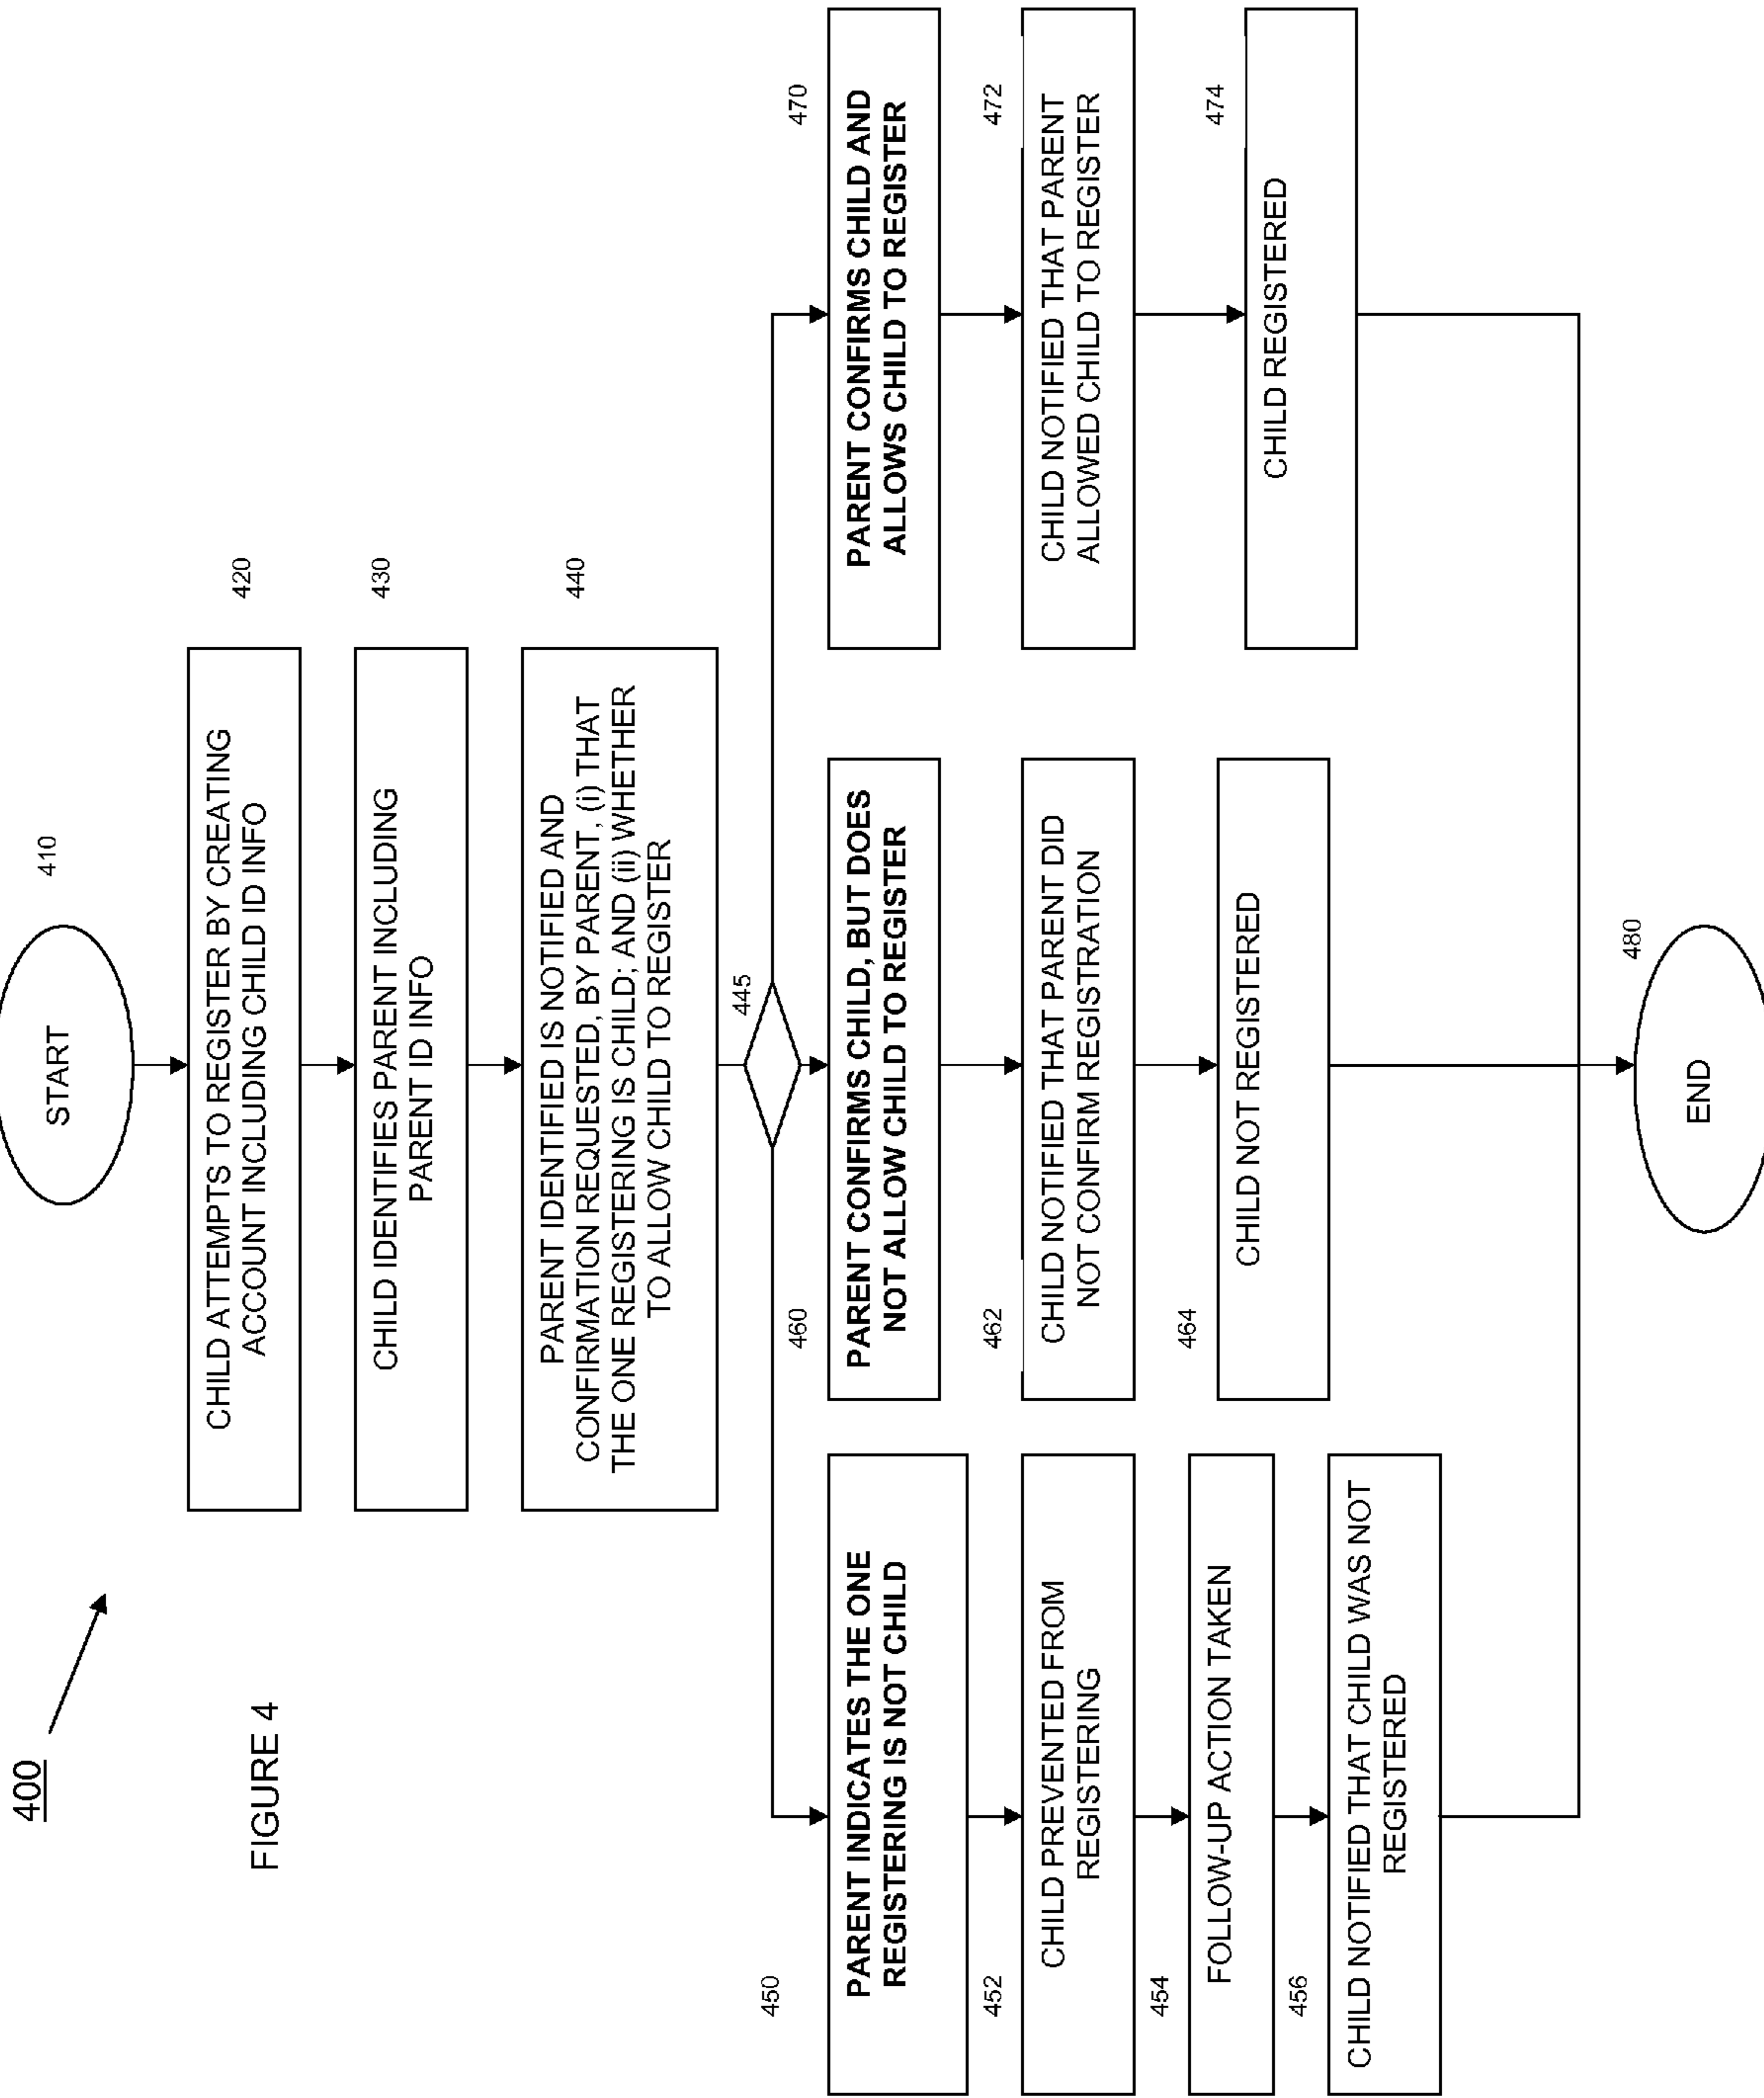 400
FIGURE 4
START
410
CHILD ATTEMPTS TO REGISTER BY CREATING
ACCOUNT INCLUDING CHILD ID INFO
420
CHILD IDENTIFIES PARENT INCLUDING
PARENT ID INFO
430
PARENT IDENTIFIED IS NOTIFIED AND
CONFIRMATION REQUESTED, BY PARENT, (i) THAT
THE ONE REGISTERING IS CHILD; AND (ii) WHETHER
TO ALLOW CHILD TO REGISTER
440
445
450
PARENT INDICATES THE ONE
REGISTERING IS NOT CHILD
452
CHILD PREVENTED FROM
REGISTERING
454
FOLLOW-UP ACTION TAKEN
456
CHILD NOTIFIED THAT CHILD WAS NOT
REGISTERED
460
PARENT CONFIRMS CHILD, BUT DOES
NOT ALLOW CHILD TO REGISTER
462
CHILD NOTIFIED THAT PARENT DID
NOT CONFIRM REGISTRATION
464
CHILD NOT REGISTERED
470
PARENT CONFIRMS CHILD AND
ALLOWS CHILD TO REGISTER
472
CHILD NOTIFIED THAT PARENT
ALLOWED CHILD TO REGISTER
474
CHILD REGISTERED
480
END